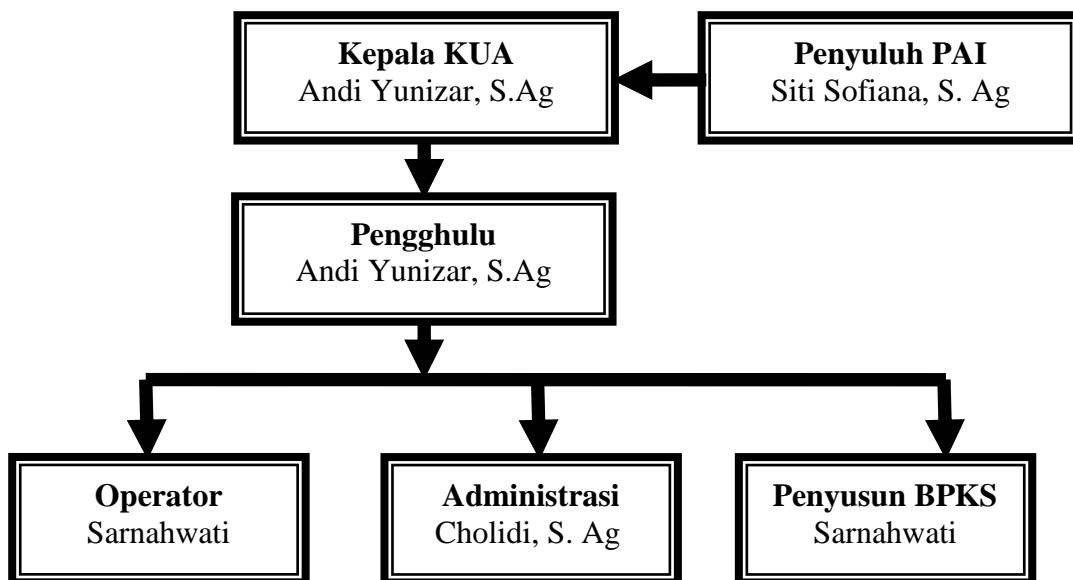 Kepala KUA
Andi Yunizar, S.Ag
Penyuluh PAI
Siti Sofiana, S. Ag
Pengghulu
Andi Yunizar, S.Ag
Operator
Sarnahwati
Administrasi
Cholidi, S. Ag
Penyusun BPKS
Sarnahwati